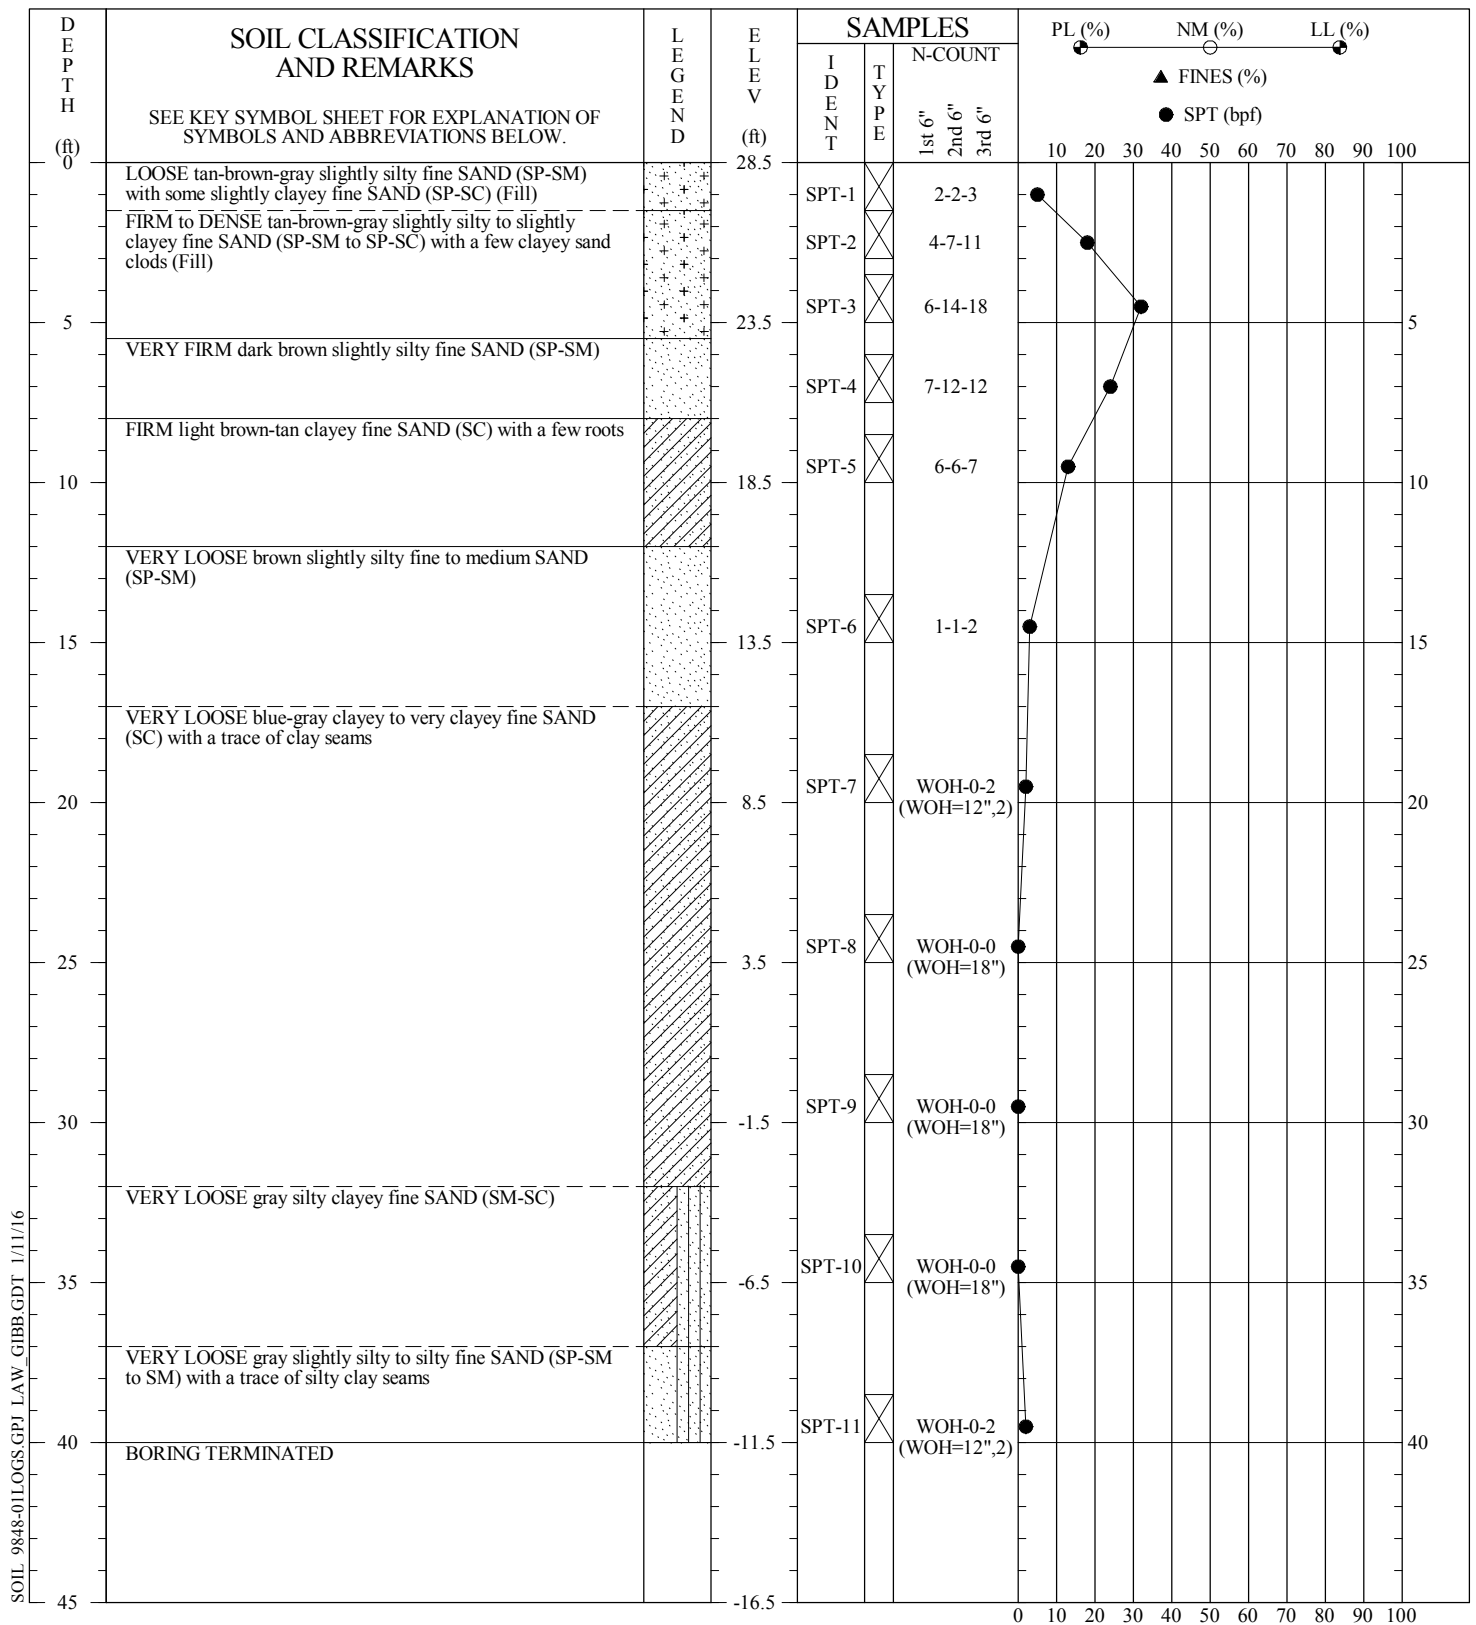 DEPTH
(ft)
SOIL CLASSIFICATION
AND REMARKS
SEE KEY SYMBOL SHEET FOR EXPLANATION OF
SYMBOLS AND ABBREVIATIONS BELOW.
LEGEND
ELEV
(ft)
SAMPLES
IDENT
TYPE
N-COUNT
1st 6"
2nd 6"
3rd 6"
PL (%) NM (%) LL (%)
▲ FINES (%)
● SPT (bpf)
10 20 30 40 50 60 70 80 90 100
0 28.5
LOOSE tan-brown-gray slightly silty fine SAND (SP-SM)
with some slightly clayey fine SAND (SP-SC) (Fill)
SPT-1 2-2-3
FIRM to DENSE tan-brown-gray slightly silty to slightly
clayey fine SAND (SP-SM to SP-SC) with a few clayey sand
clods (Fill)
SPT-2 4-7-11
SPT-3 6-14-18
5 23.5 5
VERY FIRM dark brown slightly silty fine SAND (SP-SM)
SPT-4 7-12-12
FIRM light brown-tan clayey fine SAND (SC) with a few roots
SPT-5 6-6-7
10 18.5 10
VERY LOOSE brown slightly silty fine to medium SAND
(SP-SM)
SPT-6 1-1-2
15 13.5 15
VERY LOOSE blue-gray clayey to very clayey fine SAND
(SC) with a trace of clay seams
SPT-7 WOH-0-2
(WOH=12",2)
20 8.5 20
SPT-8 WOH-0-0
(WOH=18")
25 3.5 25
SPT-9 WOH-0-0
(WOH=18")
30 -1.5 30
VERY LOOSE gray silty clayey fine SAND (SM-SC)
SPT-10 WOH-0-0
(WOH=18")
35 -6.5 35
VERY LOOSE gray slightly silty to silty fine SAND (SP-SM
to SM) with a trace of silty clay seams
SPT-11 WOH-0-2
(WOH=12",2)
40 -11.5 40
BORING TERMINATED
45 -16.5
0 10 20 30 40 50 60 70 80 90 100
SOIL 9848-01LOGS.GPJ LAW_GIBB.GDT 1/11/16